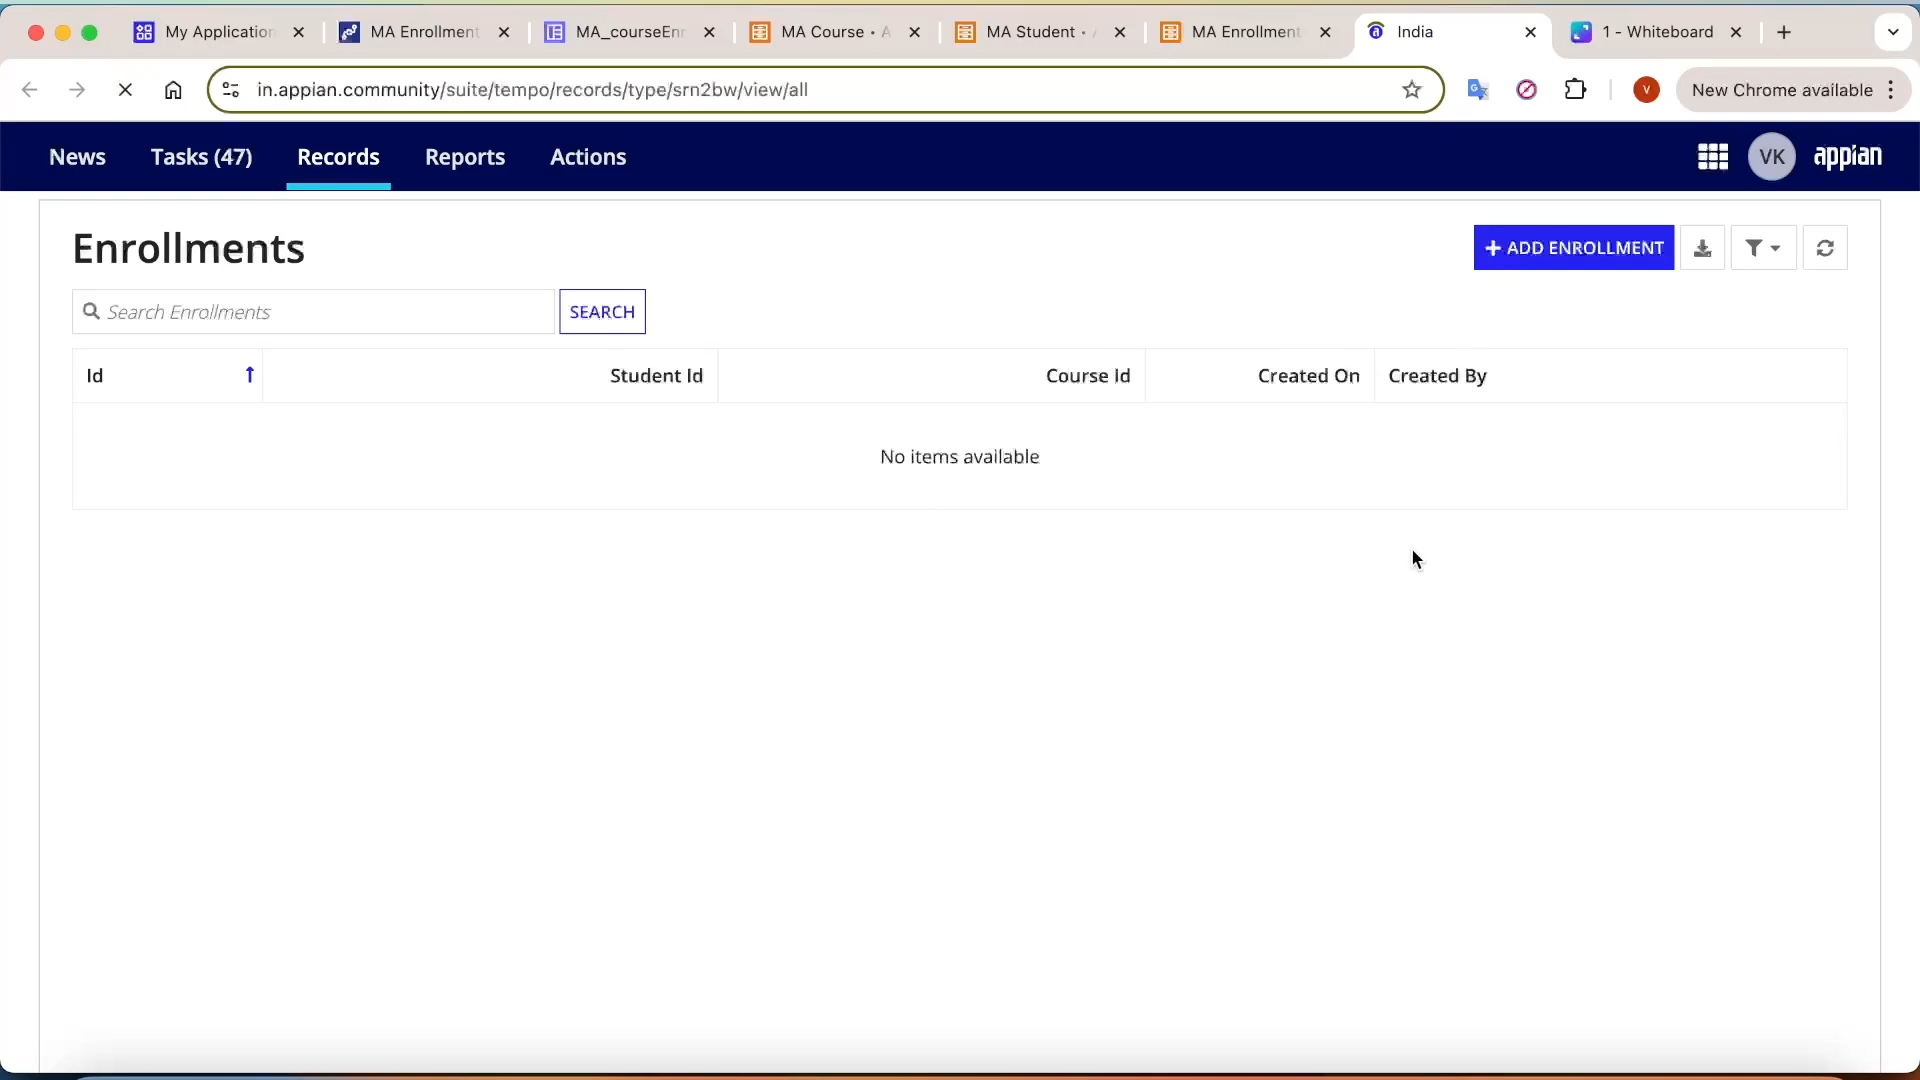 My Application
MA Enrollment
MA_courseEnr
MA Course • A
MA Student •
MA Enrollment
India
1 - Whiteboard
in.appian.community/suite/tempo/records/type/srn2bw/view/all
V
New Chrome available
News
Tasks (47)
Records
Reports
Actions
VK
appian
Enrollments
ADD ENROLLMENT
Search Enrollments
SEARCH
Id
Student Id
Course Id
Created On
Created By
No items available